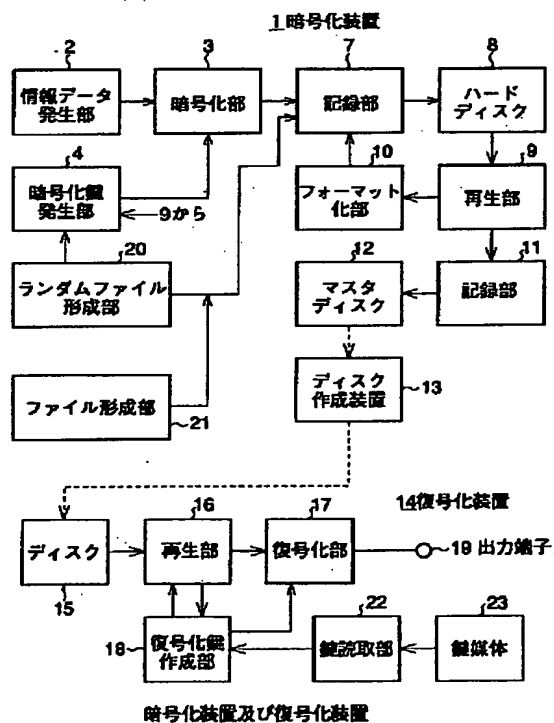 1 暗号化装置
2
情報データ
発生部
3
暗号化部
7
記録部
8
ハード
ディスク
4
暗号化鍵
発生部
9から
10
フォーマット
化部
9
再生部
20
ランダムファイル
形成部
12
マスタ
ディスク
11
記録部
ファイル形成部
21
ディスク
作成装置
13
14復号化装置
ディスク
15
16
再生部
17
復号化部
19 出力端子
18
復号化鍵
作成部
22
鍵読取部
23
鍵媒体
暗号化装置及び復号化装置